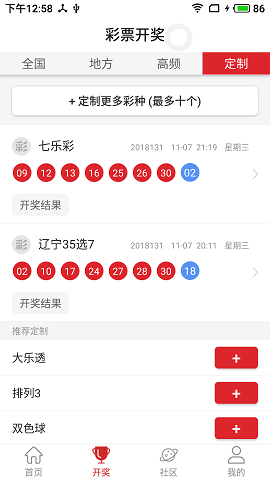 下午12:58 86
彩票开奖
全国 地方 高频 定制
+ 定制更多彩种 (最多十个)
彩 七乐彩 2018131 11-07 21:19 星期三
09 12 13 16 25 26 30 02
开奖结果
彩 辽宁35选7 2018131 11-07 20:11 星期三
02 10 17 24 27 28 30 18
开奖结果
推荐定制
大乐透 +
排列3 +
双色球 +
首页 开奖 社区 我的